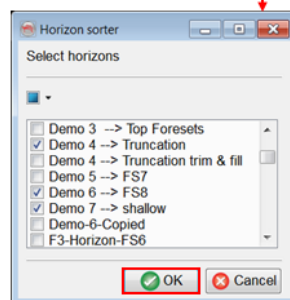 Horizon sorter
Select horizons
Demo 3 --> Top Foresets
Demo 4 --> Truncation
Demo 4 --> Truncation trim & fill
Demo 5 --> FS7
Demo 6 --> FS8
Demo 7 --> shallow
Demo-6-Copied
F3-Horizon-FS6
OK Cancel